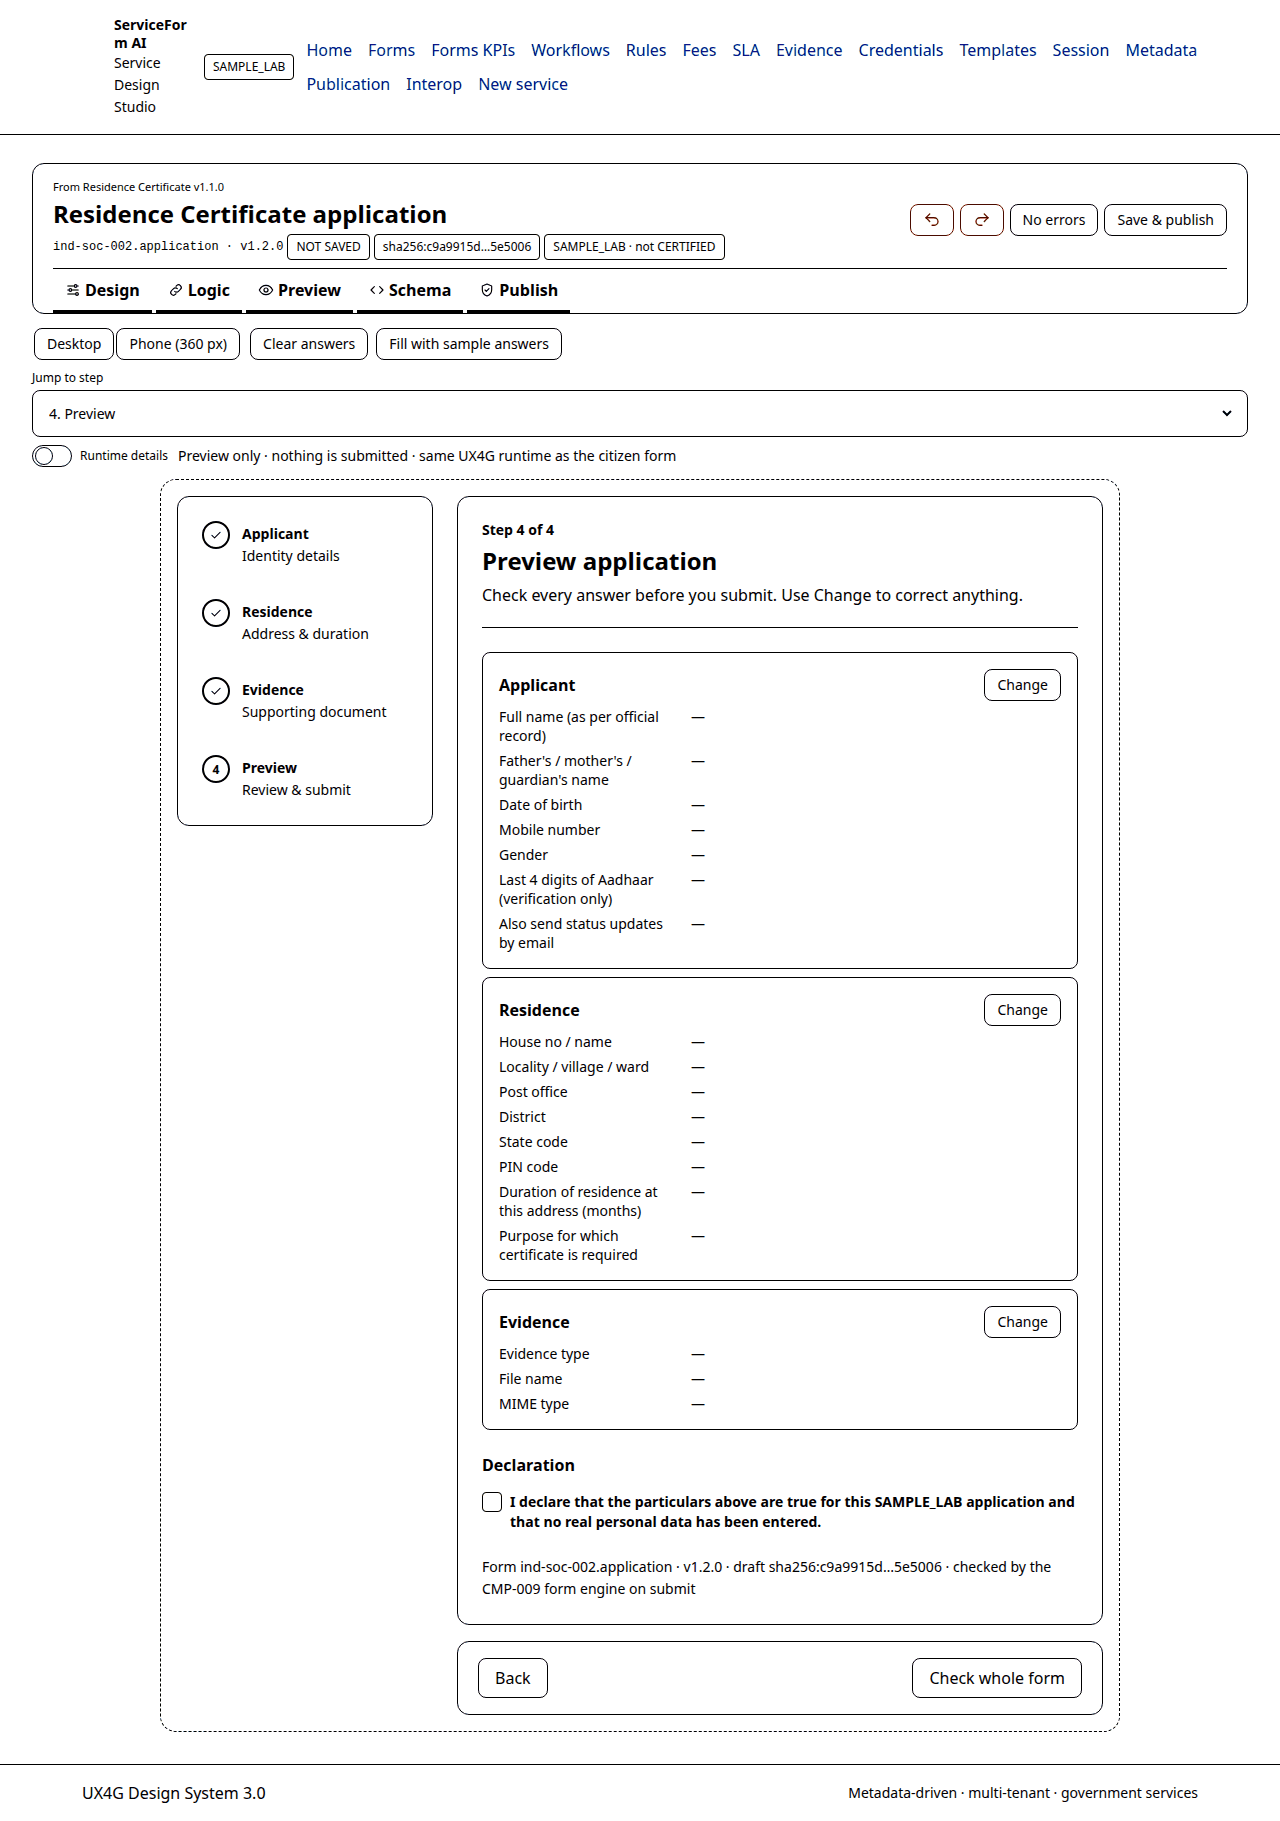 ServiceFor
m AI
Service
Design
Studio
SAMPLE_LAB
Home Forms Forms KPIs Workflows Rules Fees SLA Evidence Credentials Templates Session Metadata
Publication Interop New service
From Residence Certificate v1.1.0
Residence Certificate application
ind-soc-002.application · v1.2.0 NOT SAVED sha256:c9a9915d…5e5006 SAMPLE_LAB · not CERTIFIED
No errors Save & publish
Design Logic Preview Schema Publish
Desktop Phone (360 px) Clear answers Fill with sample answers
Jump to step
4. Preview
Runtime details Preview only · nothing is submitted · same UX4G runtime as the citizen form
Applicant
Identity details
Residence
Address & duration
Evidence
Supporting document
4 Preview
Review & submit
Step 4 of 4
Preview application
Check every answer before you submit. Use Change to correct anything.
Applicant Change
Full name (as per official —
record)
Father's / mother's / —
guardian's name
Date of birth —
Mobile number —
Gender —
Last 4 digits of Aadhaar —
(verification only)
Also send status updates —
by email
Residence Change
House no / name —
Locality / village / ward —
Post office —
District —
State code —
PIN code —
Duration of residence at —
this address (months)
Purpose for which —
certificate is required
Evidence Change
Evidence type —
File name —
MIME type —
Declaration
I declare that the particulars above are true for this SAMPLE_LAB application and
that no real personal data has been entered.
Form ind-soc-002.application · v1.2.0 · draft sha256:c9a9915d…5e5006 · checked by the
CMP-009 form engine on submit
Back Check whole form
UX4G Design System 3.0 Metadata-driven · multi-tenant · government services